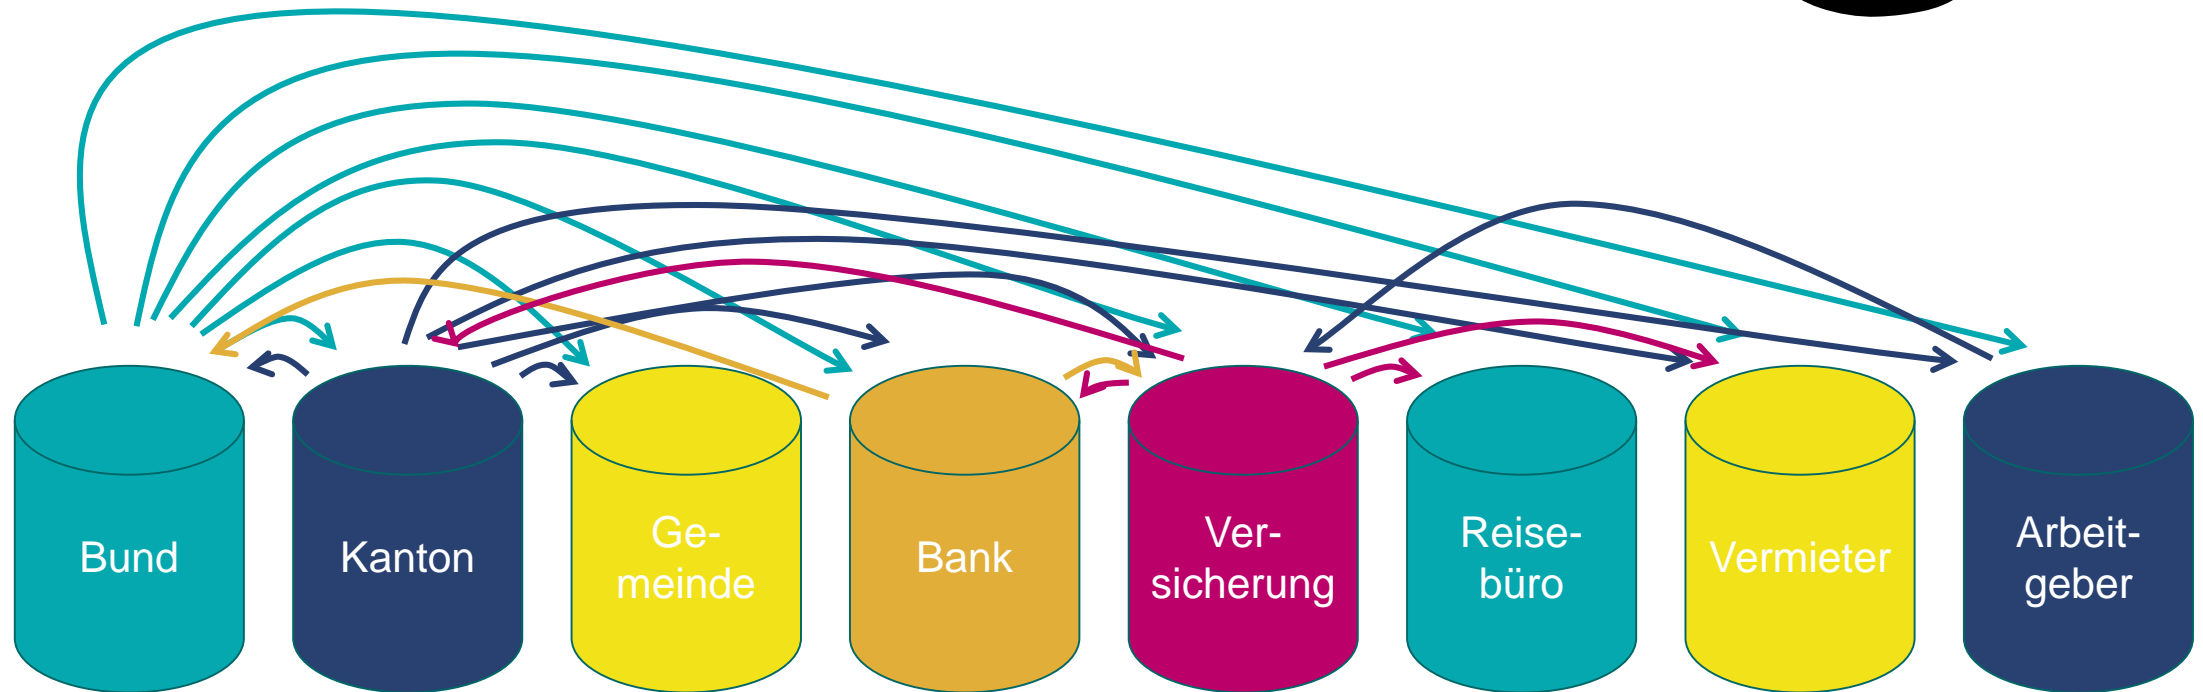 Bund
Kanton
Ge-
meinde
Bank
Ver-
sicherung
Reise-
büro
Vermieter
Arbeit-
geber